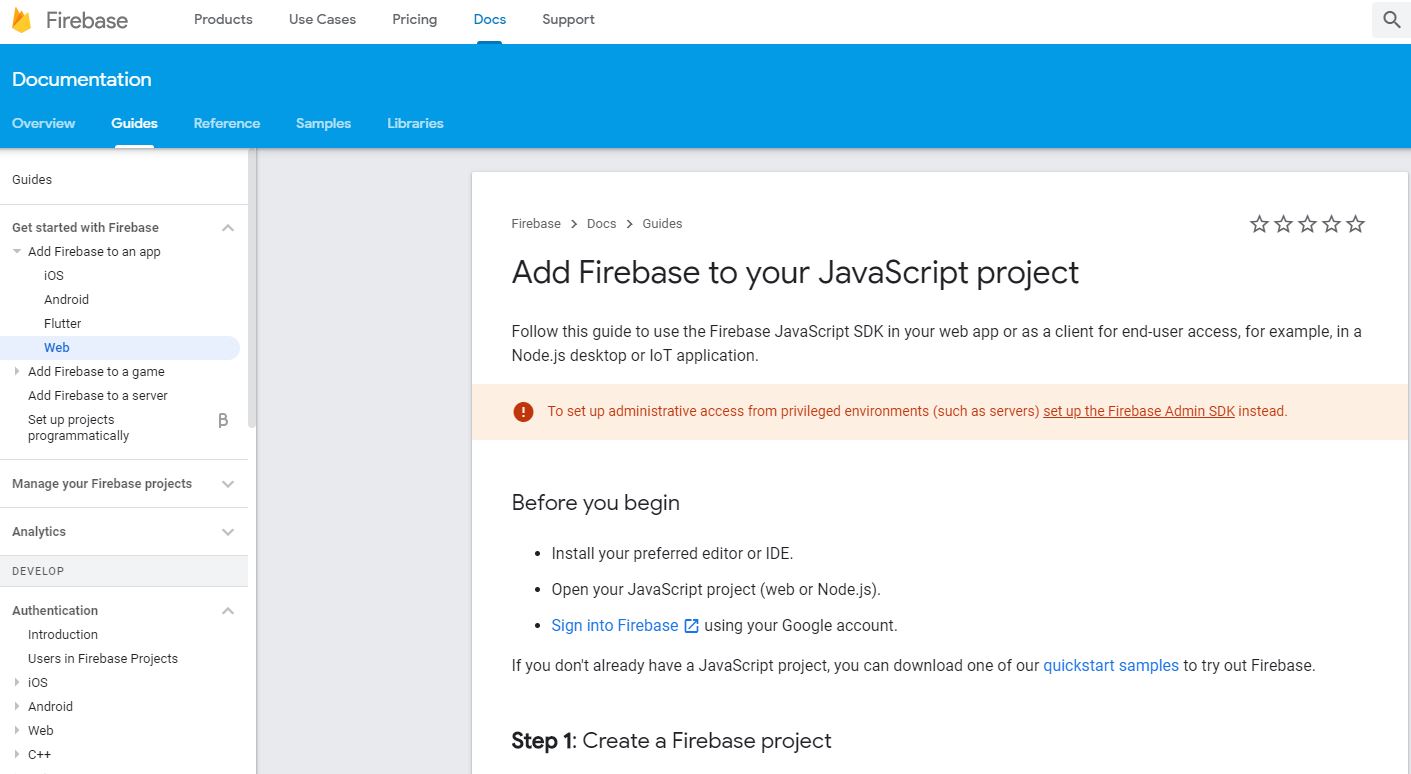 Firebase
Products
Use Cases
Pricing
Docs
Support
Documentation
Overview
Guides
Reference
Samples
Libraries
Guides
Get started with Firebase
Add Firebase to an app
iOS
Android
Flutter
Web
Add Firebase to a game
Add Firebase to a server
Set up projects
programmatically
β
Manage your Firebase projects
Analytics
DEVELOP
Authentication
Introduction
Users in Firebase Projects
iOS
Android
Web
C++
Firebase > Docs > Guides
Add Firebase to your JavaScript project
Follow this guide to use the Firebase JavaScript SDK in your web app or as a client for end-user access, for example, in a
Node.js desktop or IoT application.
To set up administrative access from privileged environments (such as servers) set up the Firebase Admin SDK instead.
Before you begin
• Install your preferred editor or IDE.
• Open your JavaScript project (web or Node.js).
• Sign into Firebase using your Google account.
If you don't already have a JavaScript project, you can download one of our quickstart samples to try out Firebase.
Step 1: Create a Firebase project